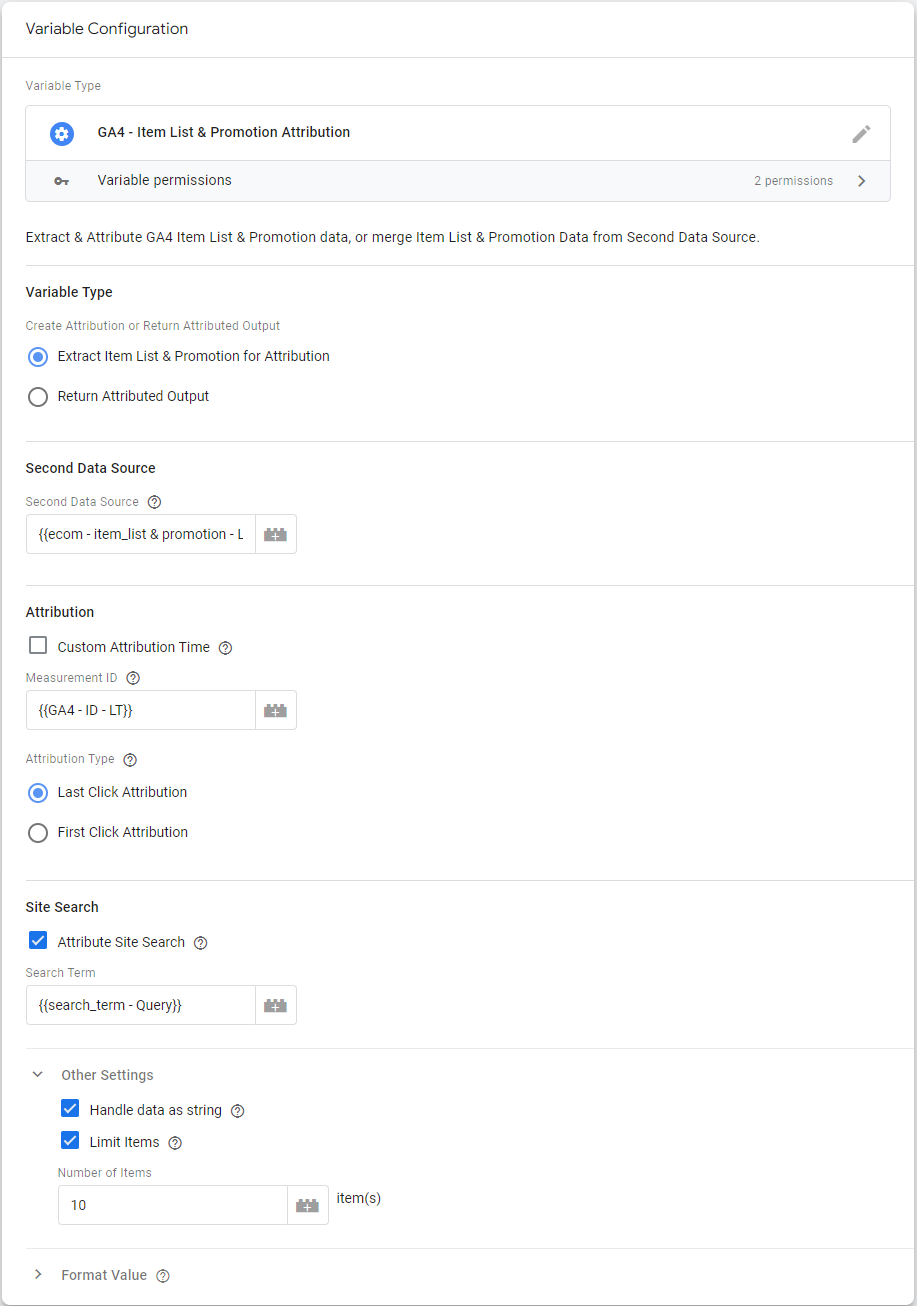 Variable Configuration
Variable Type
GA4 - Item List & Promotion Attribution
Variable permissions 2 permissions
Extract & Attribute GA4 Item List & Promotion data, or merge Item List & Promotion Data from Second Data Source.
Variable Type
Create Attribution or Return Attributed Output
Extract Item List & Promotion for Attribution
Return Attributed Output
Second Data Source
Second Data Source
{{ecom - item_list & promotion - L
Attribution
Custom Attribution Time
Measurement ID
{{GA4 - ID - LT}}
Attribution Type
Last Click Attribution
First Click Attribution
Site Search
Attribute Site Search
Search Term
{{search_term - Query}}
Other Settings
Handle data as string
Limit Items
Number of Items
10 item(s)
Format Value